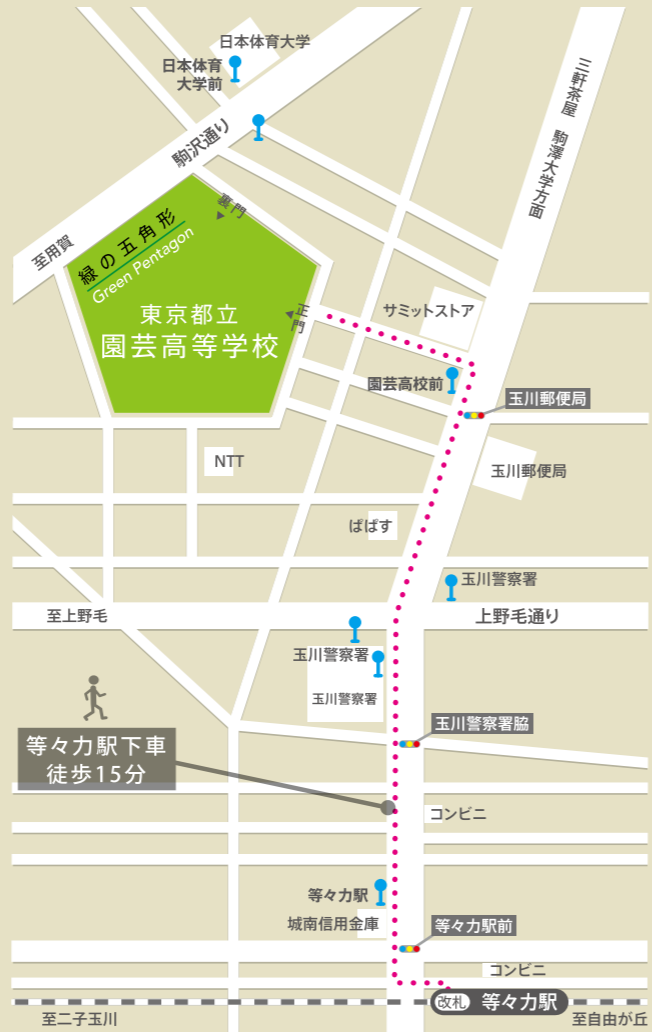 日本体育大学
日本体育
大学前
駒沢通り
三軒茶屋 駒澤大学方面
至用賀
裏門
緑の五角形
Green Pentagon
東京都立
園芸高等学校
正門
サミットストア
園芸高校前
玉川郵便局
NTT
玉川郵便局
ぱぱす
玉川警察署
至上野毛
上野毛通り
玉川警察署
玉川警察署
玉川警察署脇
等々力駅下車
徒歩15分
コンビニ
等々力駅
城南信用金庫
等々力駅前
コンビニ
改札 等々力駅
至二子玉川
至自由が丘